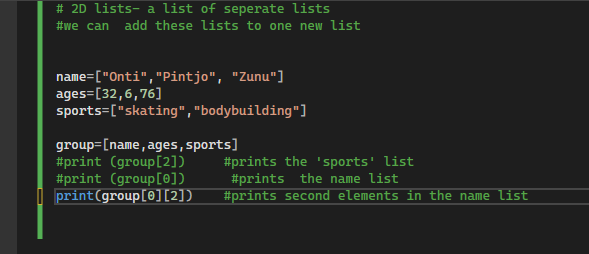 # 2D lists- a list of seperate lists
#we can  add these lists to one new list
name=["Onti","Pintjo", "Zunu"]
ages=[32,6,76]
sports=["skating","bodybuilding"]
group=[name,ages,sports]
#print (group[2])     #prints the 'sports' list
#print (group[0])      #prints  the name list
print(group[0][2])    #prints second elements in the name list